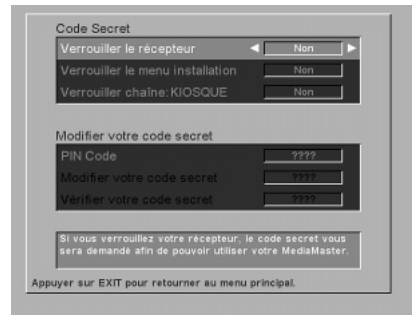 Code Secret
Verrouiller le récepteur Non
Verrouiller le menu installation Non
Verrouiller chaîne:KIOSQUE Non
Modifier votre code secret
PIN Code ????
Modifier votre code secret ????
Vérifier votre code secret ????
Si vous verrouillez votre récepteur, le code secret vous
sera demandé afin de pouvoir utiliser votre MediaMaster.
Appuyer sur EXIT pour retourner au menu principal.